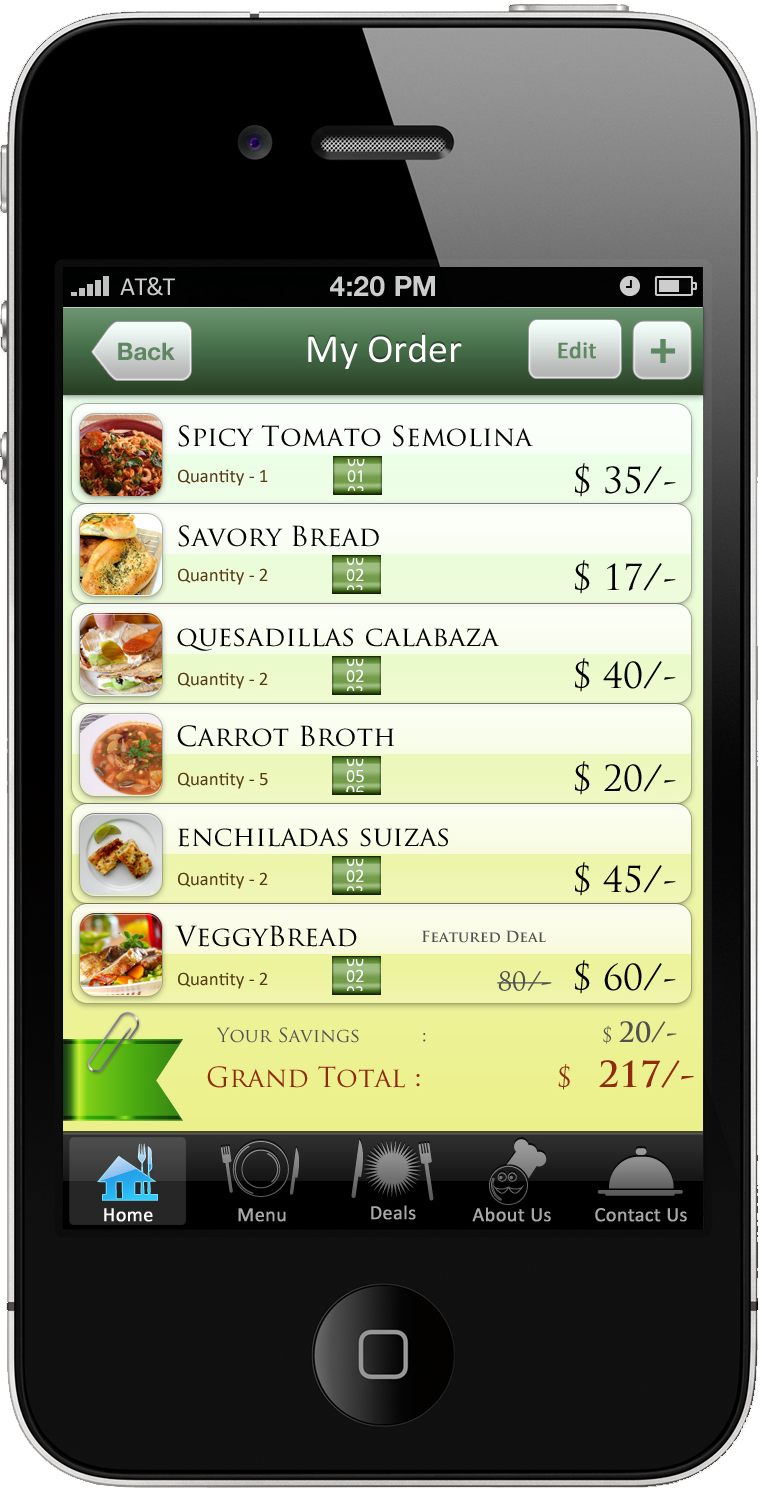 AT&T 4:20 PM
Back My Order Edit +
SPICY TOMATO SEMOLINA
Quantity - 1 01 $ 35/-
SAVORY BREAD
Quantity - 2 02 $ 17/-
QUESADILLAS CALABAZA
Quantity - 2 02 $ 40/-
CARROT BROTH
Quantity - 5 05 $ 20/-
ENCHILADAS SUIZAS
Quantity - 2 02 $ 45/-
VEGGYBREAD FEATURED DEAL
Quantity - 2 02 80/- $ 60/-
YOUR SAVINGS : $ 20/-
GRAND TOTAL : $ 217/-
Home Menu Deals About Us Contact Us